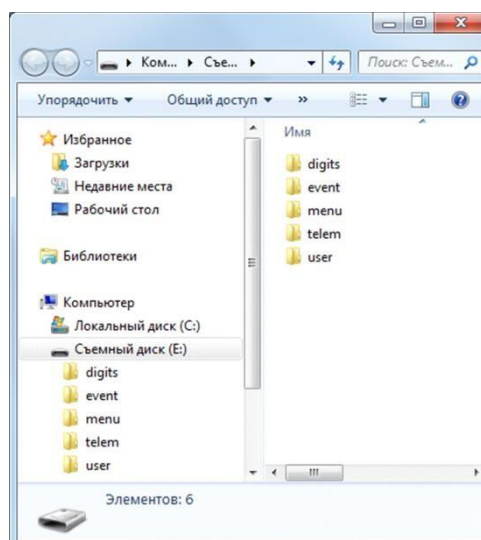 Ком... Съе...
Поиск: Съем...
Упорядочить
Общий доступ
»
Избранное
Загрузки
Недавние места
Рабочий стол
Библиотеки
Компьютер
Локальный диск (C:)
Съемный диск (E:)
digits
event
menu
telem
user
Имя
digits
event
menu
telem
user
Элементов: 6